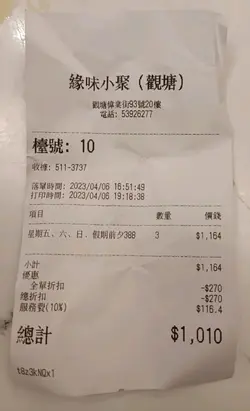 緣味小聚（觀塘）
觀塘偉業街93號20樓
電話: 53926277
檯號: 10
收據: 511-3737
落單時間: 2023/04/06 16:51:49
打印時間: 2023/04/06 19:18:38
項目 數量 價錢
星期五、六、日、假期前夕388 3 $1,164
小計 $1,164
優惠
全單折扣 -$270
總折扣 -$270
服務費(10%) $116.4
總計 $1,010
t8z3kNQx1